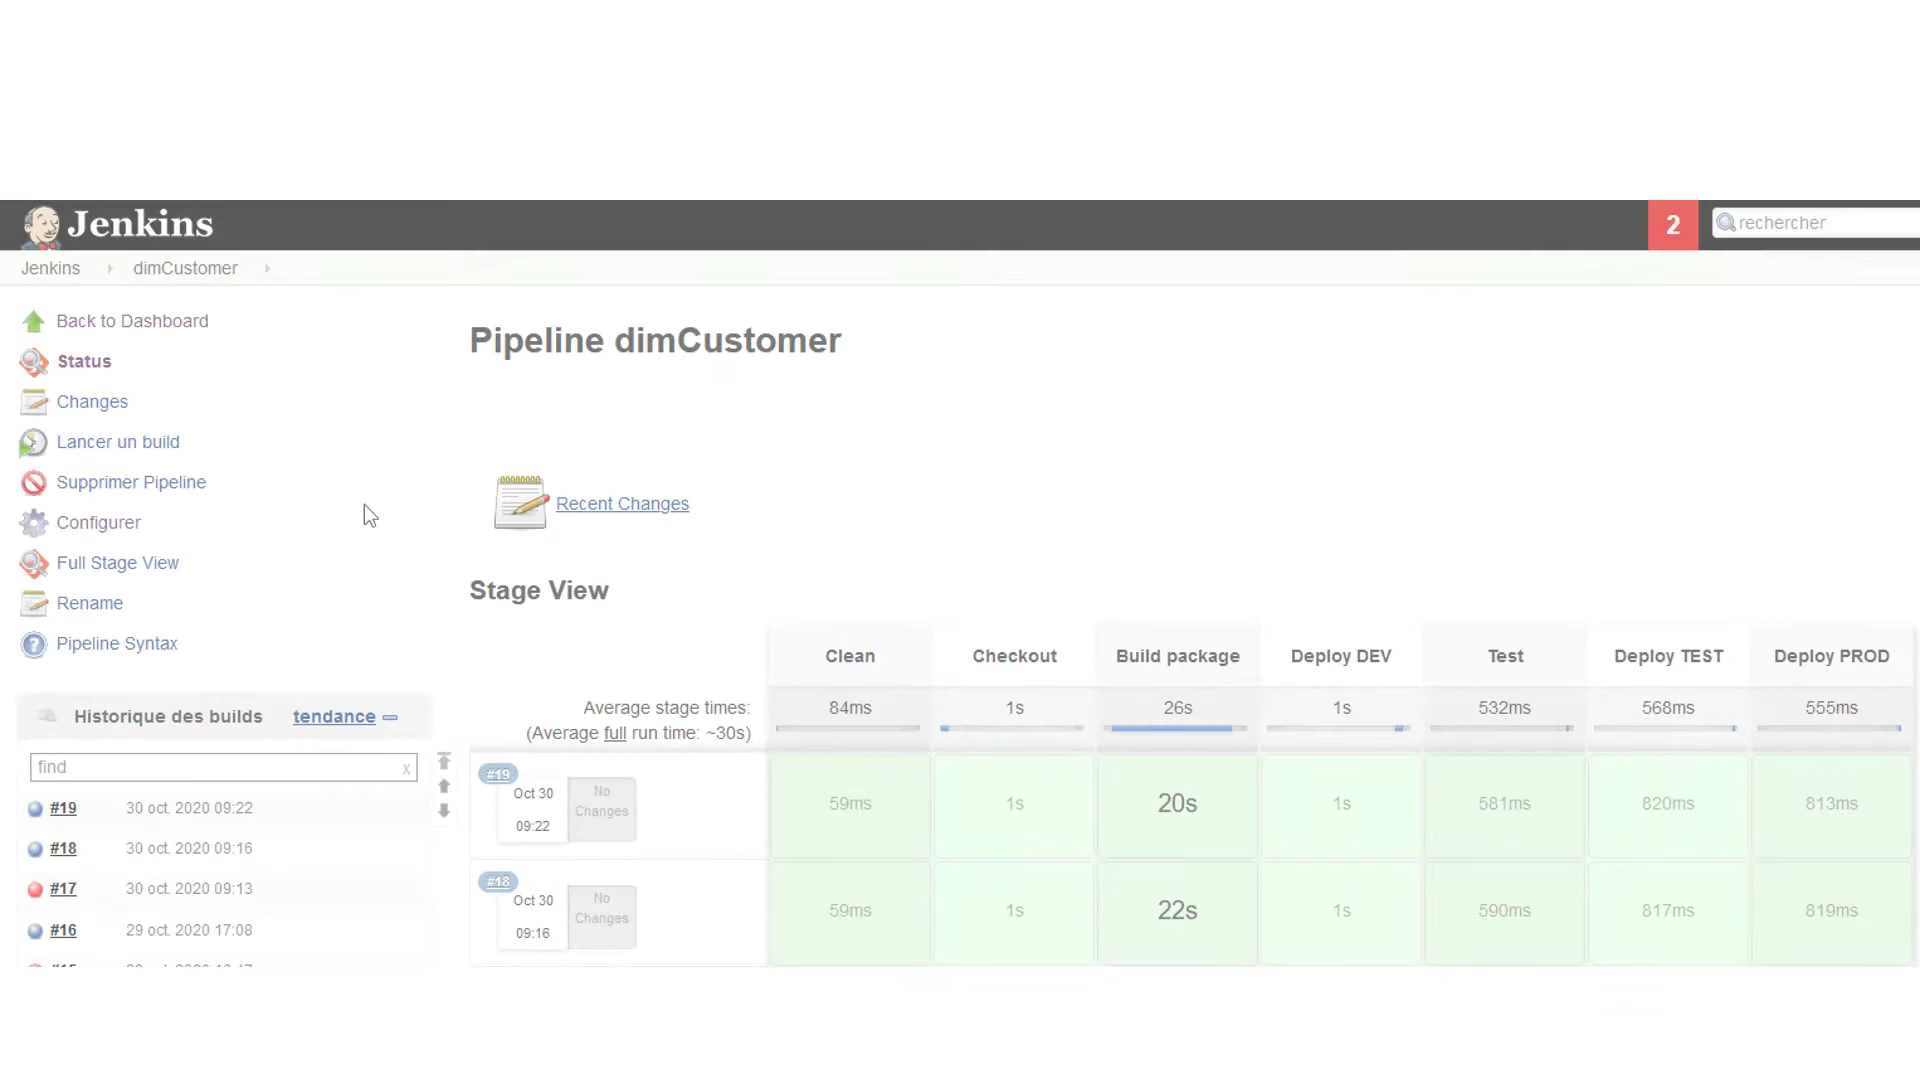 Jenkins
2
rechercher
Jenkins
dimCustomer
Back to Dashboard
Status
Changes
Lancer un build
Supprimer Pipeline
Configurer
Full Stage View
Rename
Pipeline Syntax
Historique des builds
tendance
find
x
#19 30 oct. 2020 09:22
#18 30 oct. 2020 09:16
#17 30 oct. 2020 09:13
#16 29 oct. 2020 17:08
Pipeline dimCustomer
Recent Changes
Stage View
Clean Checkout Build package Deploy DEV Test Deploy TEST Deploy PROD
Average stage times: 84ms 1s 26s 1s 532ms 568ms 555ms
(Average full run time: ~30s)
#19
Oct 30
09:22
No
Changes
59ms 1s 20s 1s 581ms 820ms 813ms
#18
Oct 30
09:16
No
Changes
59ms 1s 22s 1s 590ms 817ms 819ms